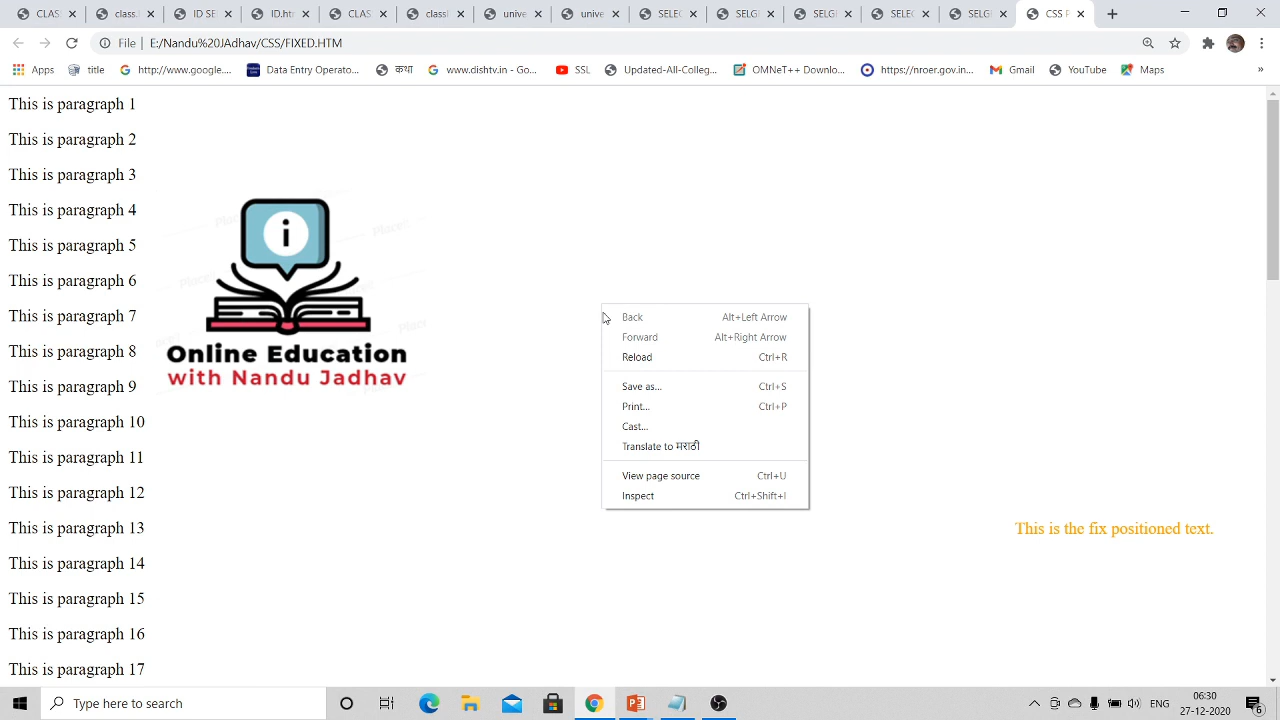 CLAS
class.
ID SE
ID.ht
CLAS
class
unive
unive
SELEC
SELGI
SELGI
SELEC
SELGI
CSS P
File | E:/Nandu%20JAdhav/CSS/FIXED.HTM
Apps
title
http://www.google...
Data Entry Operato...
कथा
www.dishtv.in - Go...
SSL
Updated-All Colleg...
OMNeT++ Downlo...
https://nroer.gov.in...
Gmail
YouTube
Maps
»
This is paragraph 1
This is paragraph 2
This is paragraph 3
This is paragraph 4
This is paragraph 5
This is paragraph 6
This is paragraph 7
This is paragraph 8
This is paragraph 9
This is paragraph 10
This is paragraph 11
This is paragraph 12
This is paragraph 13
This is paragraph 14
This is paragraph 15
This is paragraph 16
This is paragraph 17
i
Online Education
with Nandu Jadhav
Back Alt+Left Arrow
Forward Alt+Right Arrow
Reload Ctrl+R
Save as... Ctrl+S
Print... Ctrl+P
Cast...
Translate to मराठी
View page source Ctrl+U
Inspect Ctrl+Shift+I
This is the fix positioned text.
Type here to search
ENG
06:30
27-12-2020
6